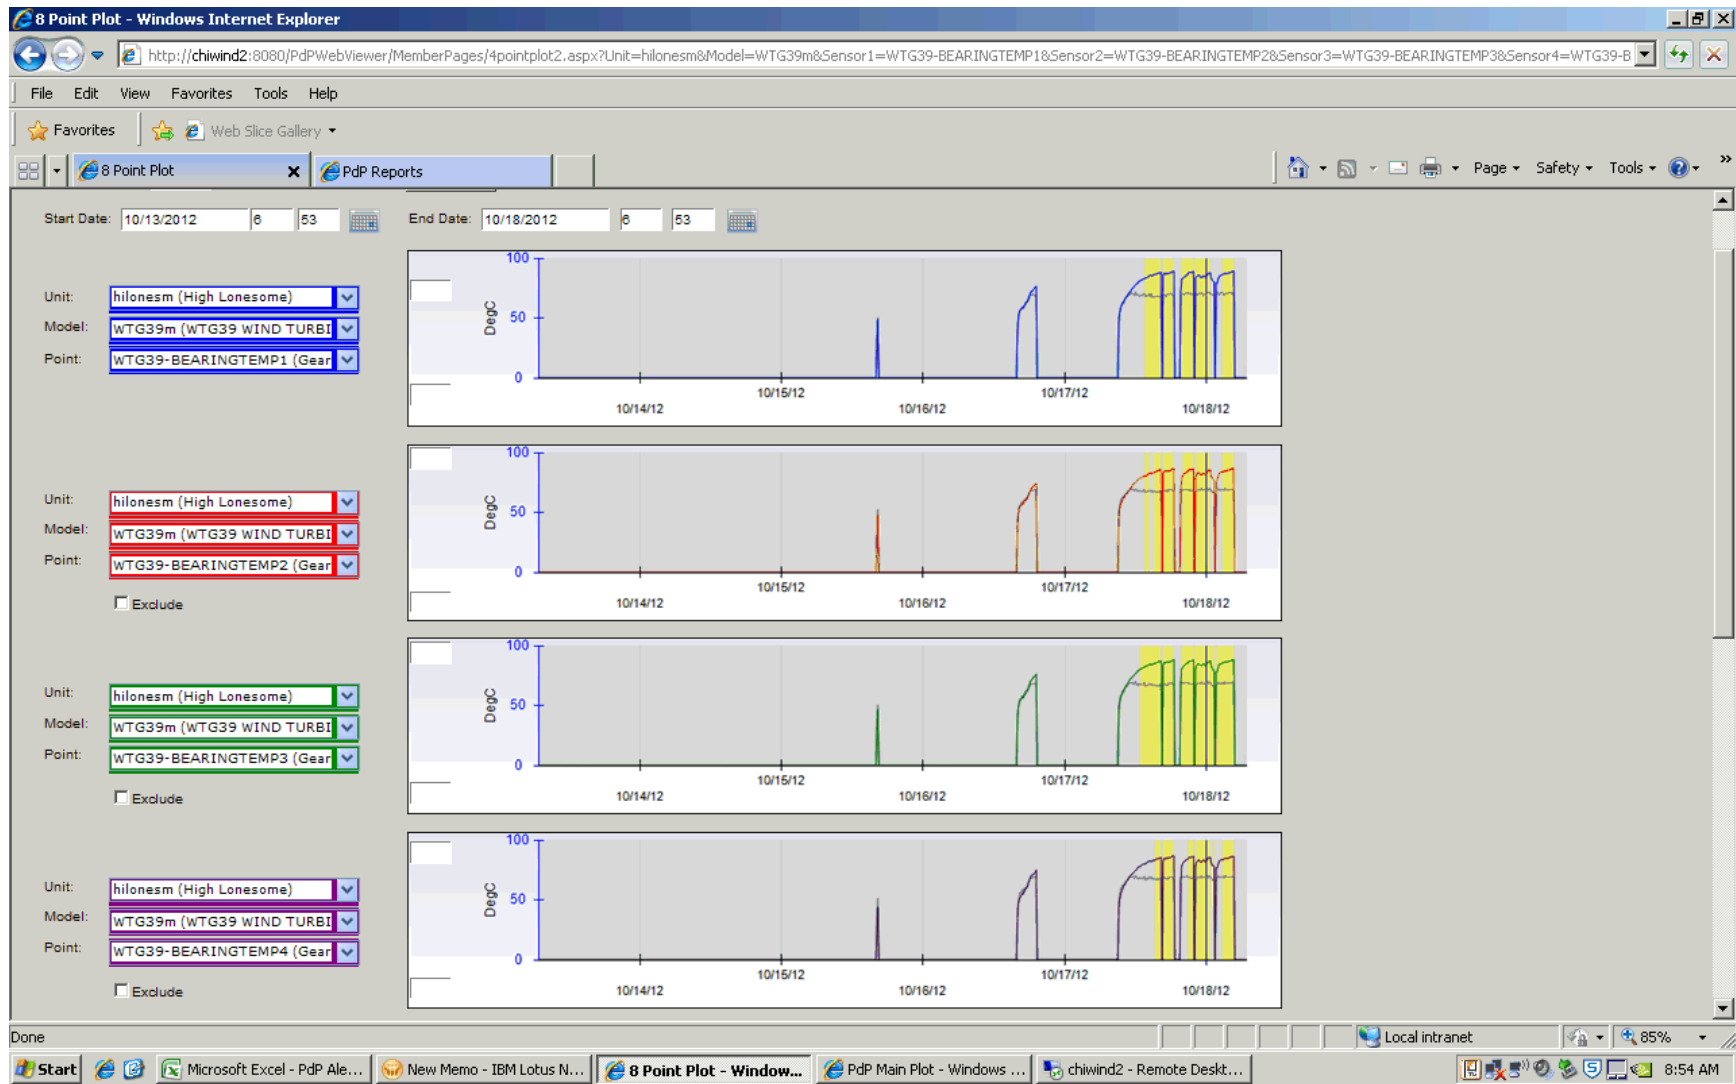 8 Point Plot - Windows Internet Explorer
http://chiwind2:8080/PdPWebViewer/MemberPages/4pointplot2.aspx?Unit=hilonesm&Model=WTG39m&Sensor1=WTG39-BEARINGTEMP1&Sensor2=WTG39-BEARINGTEMP2&Sensor3=WTG39-BEARINGTEMP3&Sensor4=WTG39-B
File Edit View Favorites Tools Help
Favorites Web Slice Gallery
8 Point Plot PdP Reports Page Safety Tools »
Start Date: 10/13/2012 6 53 End Date: 10/18/2012 6 53
Unit: hilonesm (High Lonesome)
Model: WTG39m (WTG39 WIND TURBI
Point: WTG39-BEARINGTEMP1 (Gear
100
DegC
50
0
10/15/12 10/17/12
10/14/12 10/16/12 10/18/12
Unit: hilonesm (High Lonesome)
Model: WTG39m (WTG39 WIND TURBI
Point: WTG39-BEARINGTEMP2 (Gear
Exclude
100
DegC
50
0
10/15/12 10/17/12
10/14/12 10/16/12 10/18/12
Unit: hilonesm (High Lonesome)
Model: WTG39m (WTG39 WIND TURBI
Point: WTG39-BEARINGTEMP3 (Gear
Exclude
100
DegC
50
0
10/15/12 10/17/12
10/14/12 10/16/12 10/18/12
Unit: hilonesm (High Lonesome)
Model: WTG39m (WTG39 WIND TURBI
Point: WTG39-BEARINGTEMP4 (Gear
Exclude
100
DegC
50
0
10/15/12 10/17/12
10/14/12 10/16/12 10/18/12
Done Local intranet 85%
Start Microsoft Excel - PdP Ale... New Memo - IBM Lotus N... 8 Point Plot - Window... PdP Main Plot - Windows ... chiwind2 - Remote Deskt... 8:54 AM